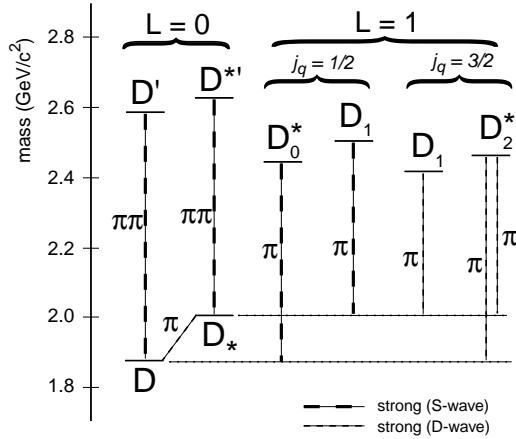 L = 0
L = 1
j_q = 1/2
j_q = 3/2
mass (GeV/c²)
2.8
2.6
2.4
2.2
2.0
1.8
D'
D*'
D*₀
D₁
D₁
D*₂
ππ
ππ
π
π
π
π
π
π
D
D*
strong (S-wave)
strong (D-wave)